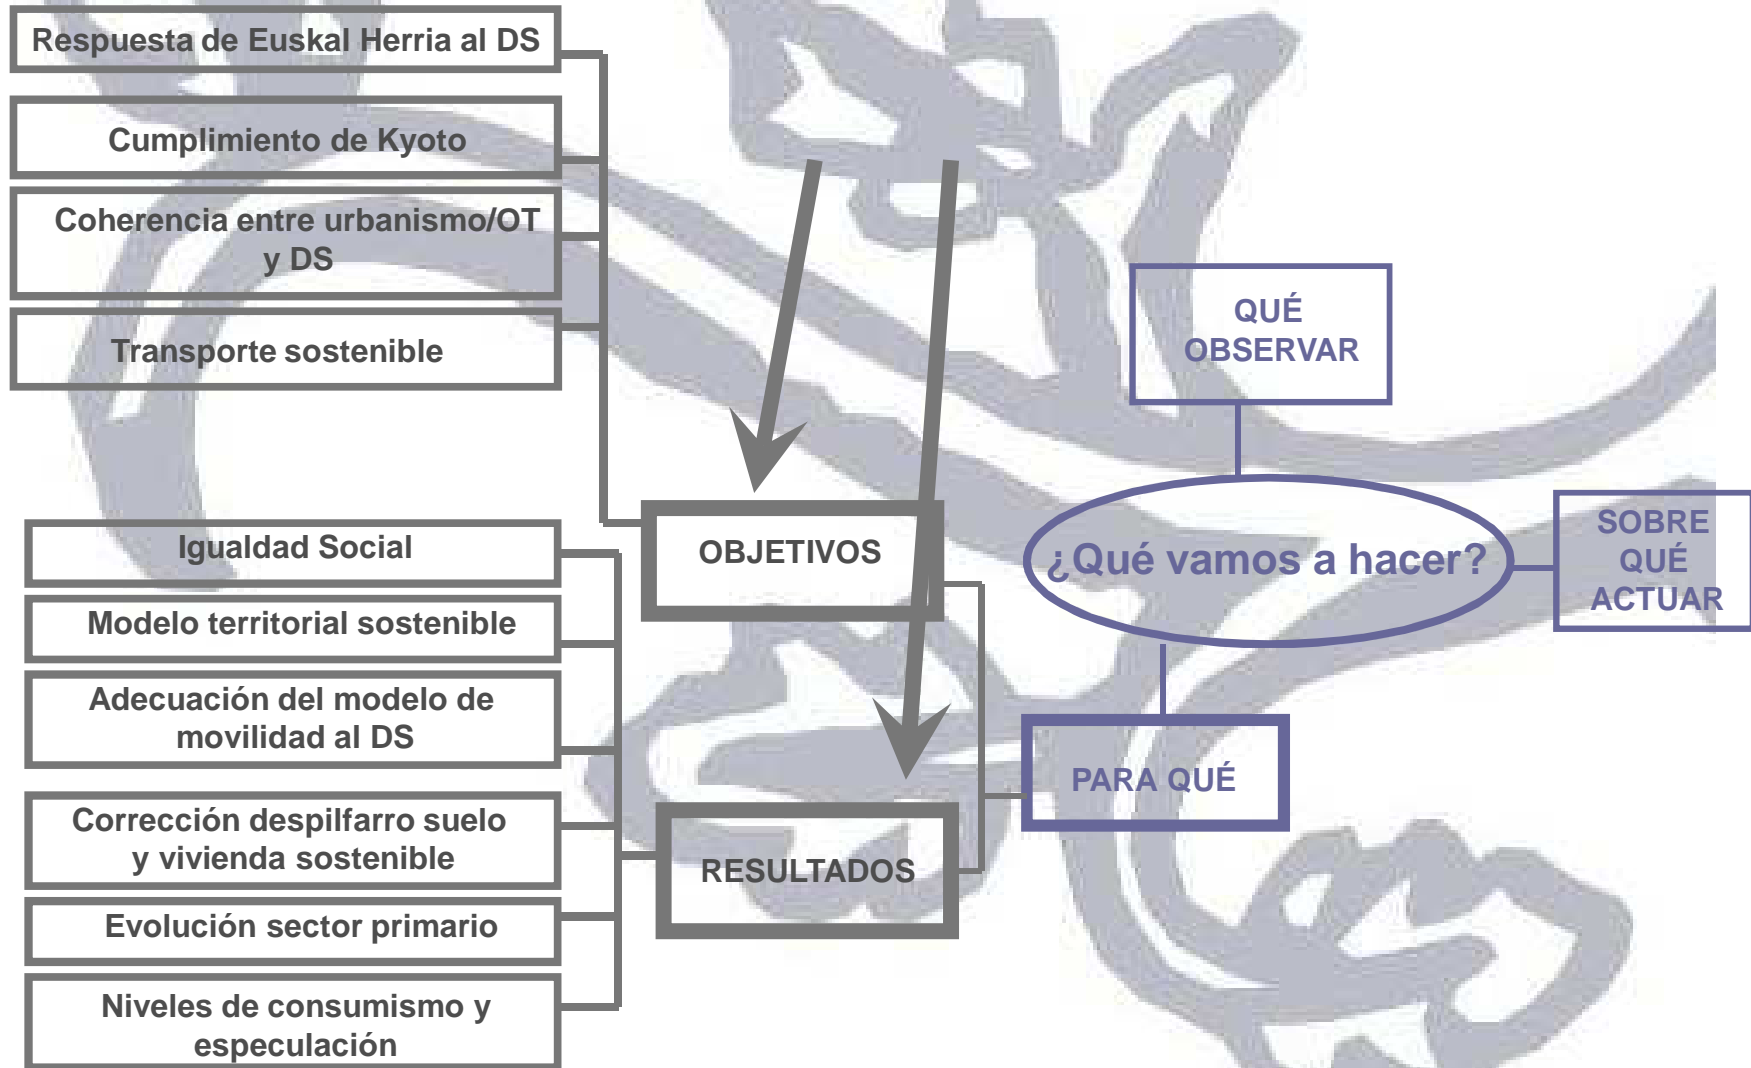 Respuesta de Euskal Herria al DS
Cumplimiento de Kyoto
Coherencia entre urbanismo/OT
y DS
Transporte sostenible
Igualdad Social
Modelo territorial sostenible
Adecuación del modelo de
movilidad al DS
Corrección despilfarro suelo
y vivienda sostenible
Evolución sector primario
Niveles de consumismo y
especulación
OBJETIVOS
RESULTADOS
QUÉ
OBSERVAR
¿Qué vamos a hacer?
SOBRE
QUÉ
ACTUAR
PARA QUÉ